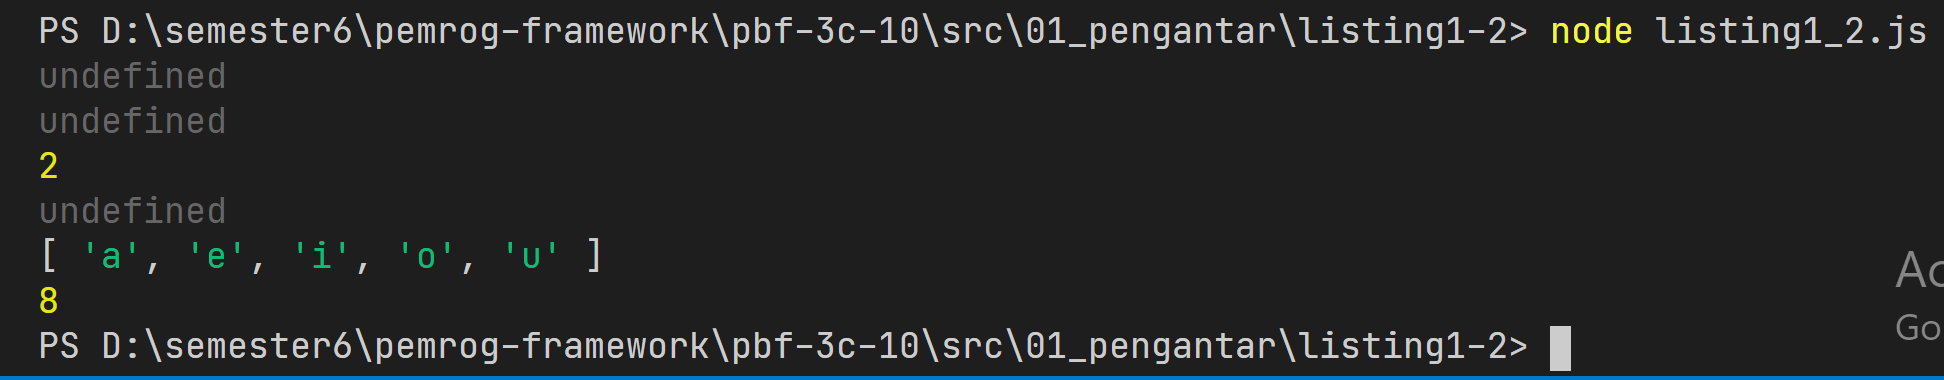 PS D:\semester6\pemrog-framework\pbf-3c-10\src\01_pengantar\listing1-2> node listing1_2.js
undefined
undefined
2
undefined
[ 'a', 'e', 'i', 'o', 'u' ]
8
PS D:\semester6\pemrog-framework\pbf-3c-10\src\01_pengantar\listing1-2>
Go